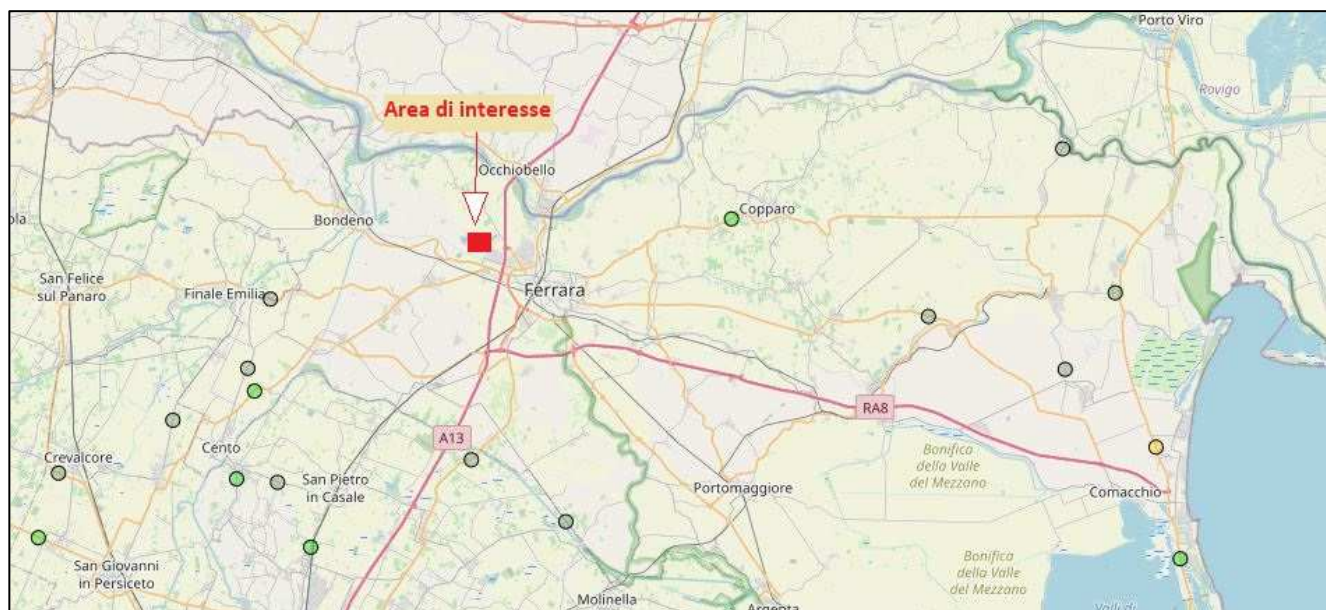 Porto Viro
Rovigo
Area di interesse
Occhiobello
Copparo
Bondeno
San Felice
sul Panaro
Finale Emilia
Ferrara
RA8
A13
Cento
Crevalcore
San Pietro
in Casale
Bonifica
della Valle
del Mezzano
Portomaggiore
Comacchio
San Giovanni
in Persiceto
Bonifica
della Valle
del Mezzano
Molinella
Argenta
Valli di